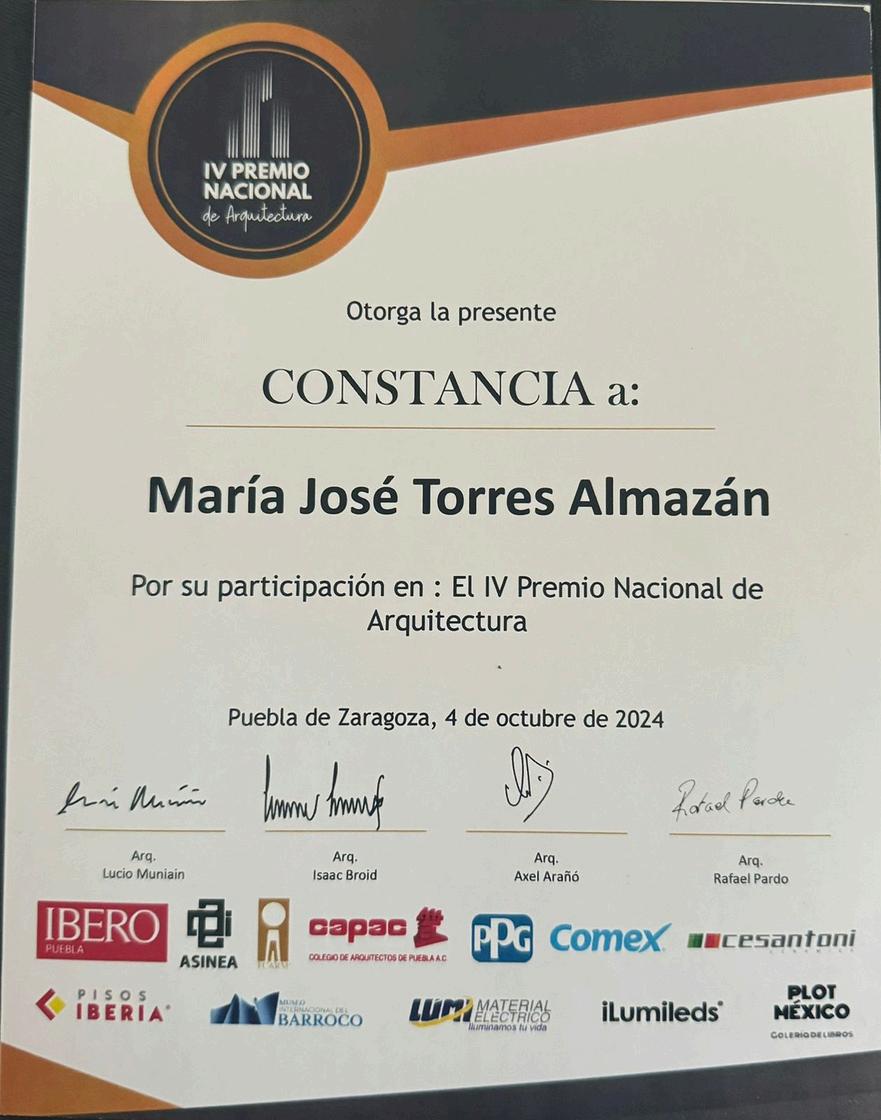 IV PREMIO
NACIONAL
de Arquitectura
Otorga la presente
CONSTANCIA a:
María José Torres Almazán
Por su participación en : El IV Premio Nacional de
Arquitectura
Puebla de Zaragoza, 4 de octubre de 2024
Rafael Pardo
Arq.
Lucio Muniain
Arq.
Isaac Broid
Arq.
Axel Arañó
Arq.
Rafael Pardo
IBERO
PUEBLA
ASINEA
capac
COLEGIO DE ARQUITECTOS DE PUEBLA A.C
PPG
Comex
cesantoni
PISOS
IBERIA
MUSEO
INTERNACIONAL DEL
BARROCO
LÚMI MATERIAL
ELÉCTRICO
Iluminamos tu vida
iLumileds
PLOT
MÉXICO
GALERÍA DE LIBROS